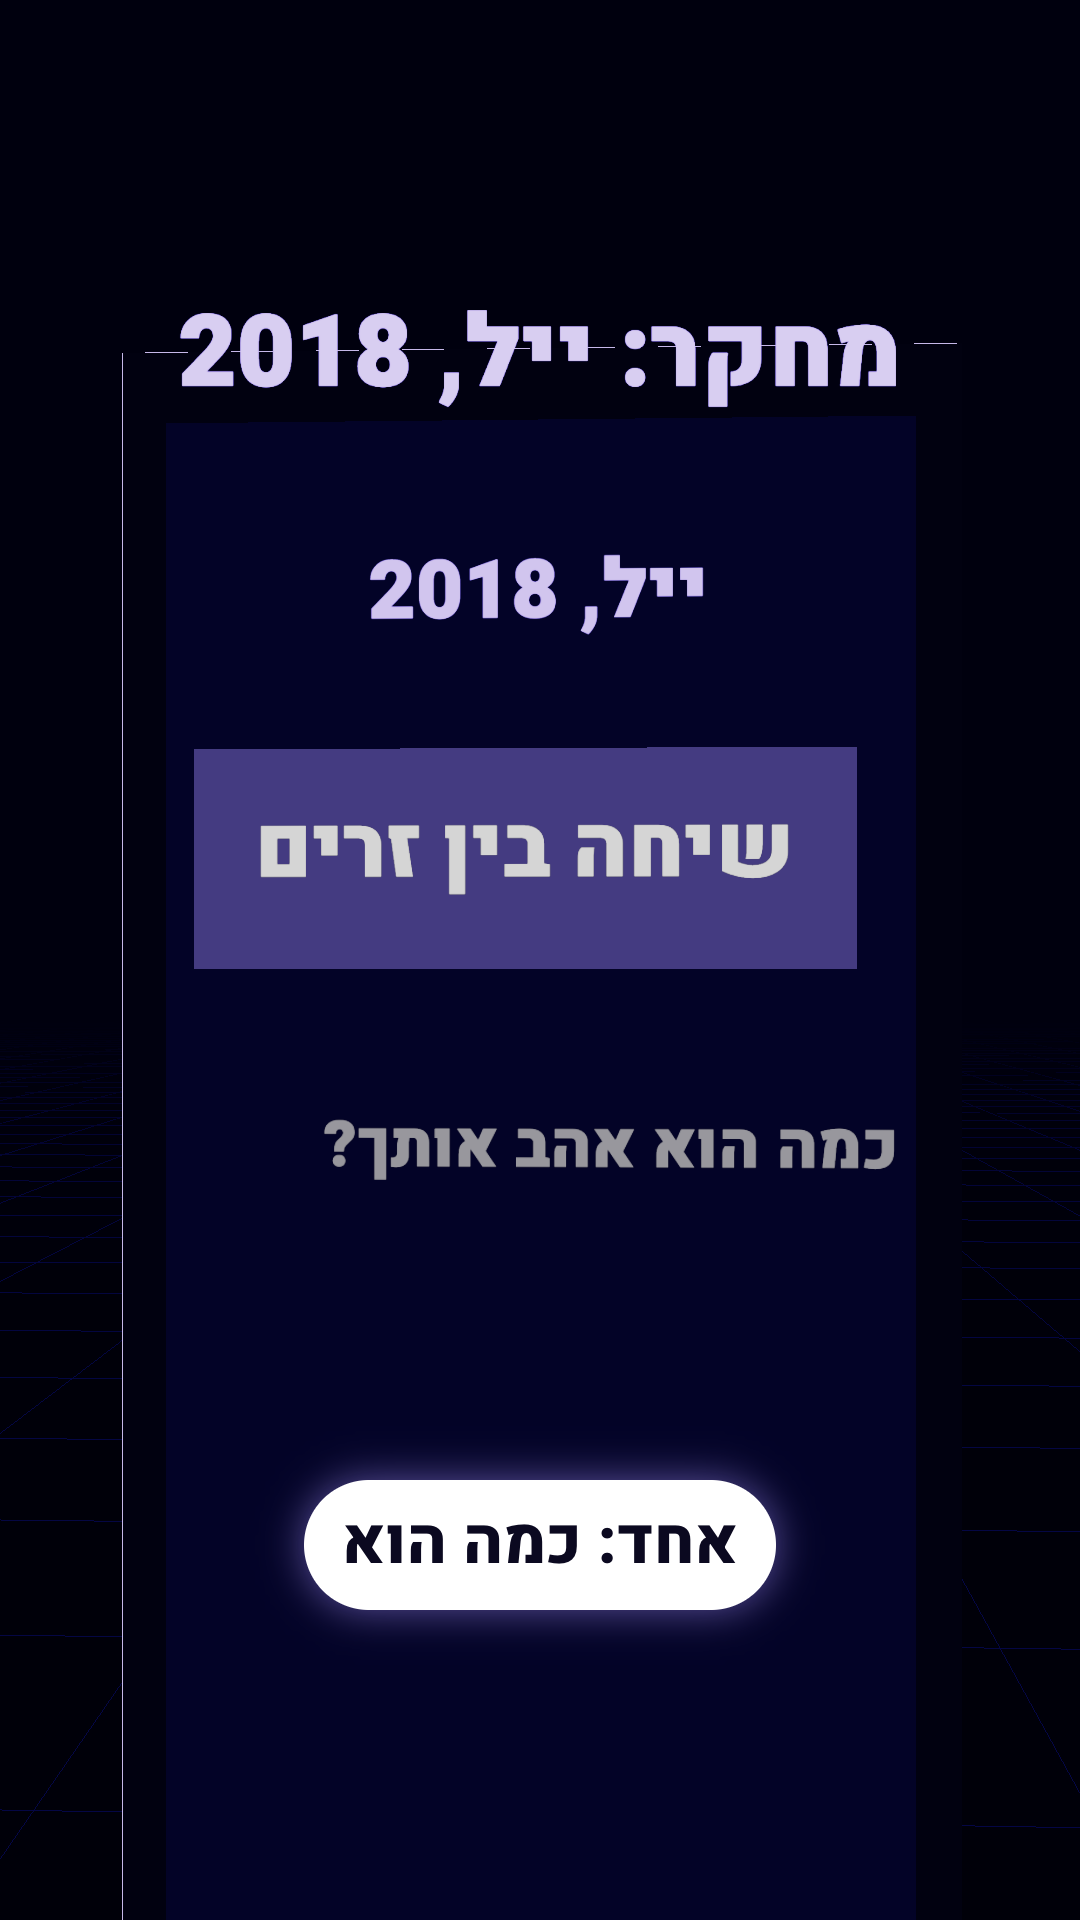 מחקר: ייל, 2018
ייל, 2018
שיחה בין זרים
כמה הוא אהב אותך?
אחד: כמה הוא